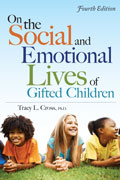 Fourth Edition
On the
Social and
Emotional
Lives of
Gifted Children
Tracy L. Cross, Ph.D.